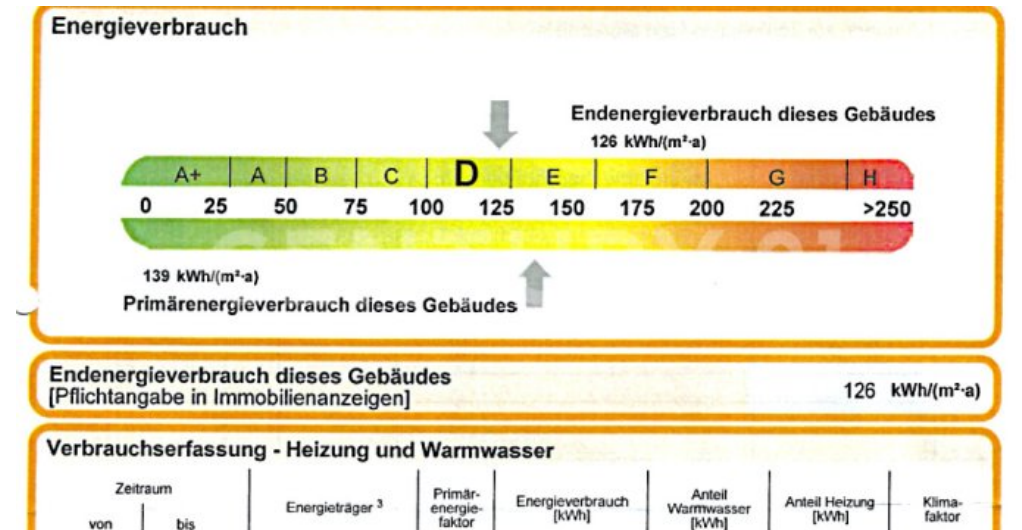 Energieverbrauch
Endenergieverbrauch dieses Gebäudes
126 kWh/(m²·a)
A+ A B C D E F G H
0 25 50 75 100 125 150 175 200 225 >250
CENTURY 21
139 kWh/(m²·a)
Primärenergieverbrauch dieses Gebäudes
Endenergieverbrauch dieses Gebäudes
[Pflichtangabe in Immobilienanzeigen]
126 kWh/(m²·a)
Verbrauchserfassung - Heizung und Warmwasser
Zeitraum
von bis
Energieträger ³
Primär-
energie-
faktor
Energieverbrauch
[kWh]
Anteil
Warmwasser
[kWh]
Anteil Heizung
[kWh]
Klima-
faktor